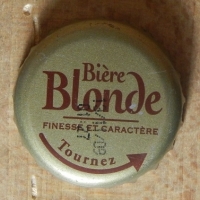 Bière
Blonde
FINESSE ET CARACTÈRE
Tournez